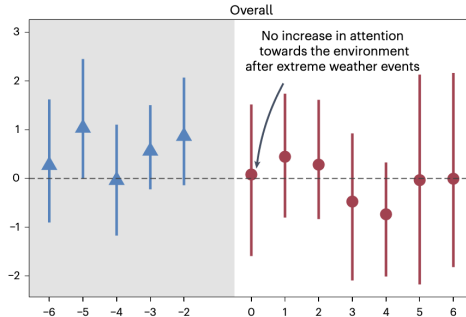 Overall
No increase in attention
towards the environment
after extreme weather events
3
2
1
0
−1
−2
−6 −5 −4 −3 −2 0 1 2 3 4 5 6